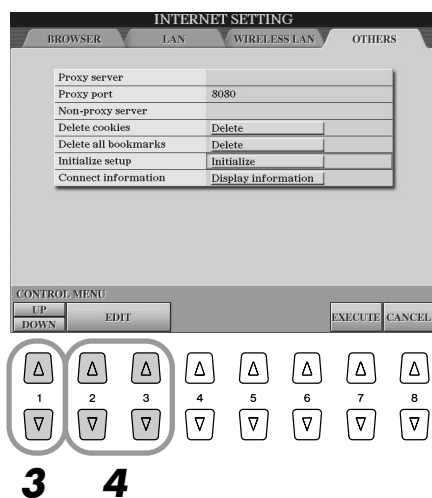 INTERNET SETTING
BROWSER LAN WIRELESS LAN OTHERS
Proxy server
Proxy port 8080
Non-proxy server
Delete cookies Delete
Delete all bookmarks Delete
Initialize setup Initialize
Connect information Display information
CONTROL MENU
UP
DOWN EDIT EXECUTE CANCEL
1 2 3 4 5 6 7 8
3 4